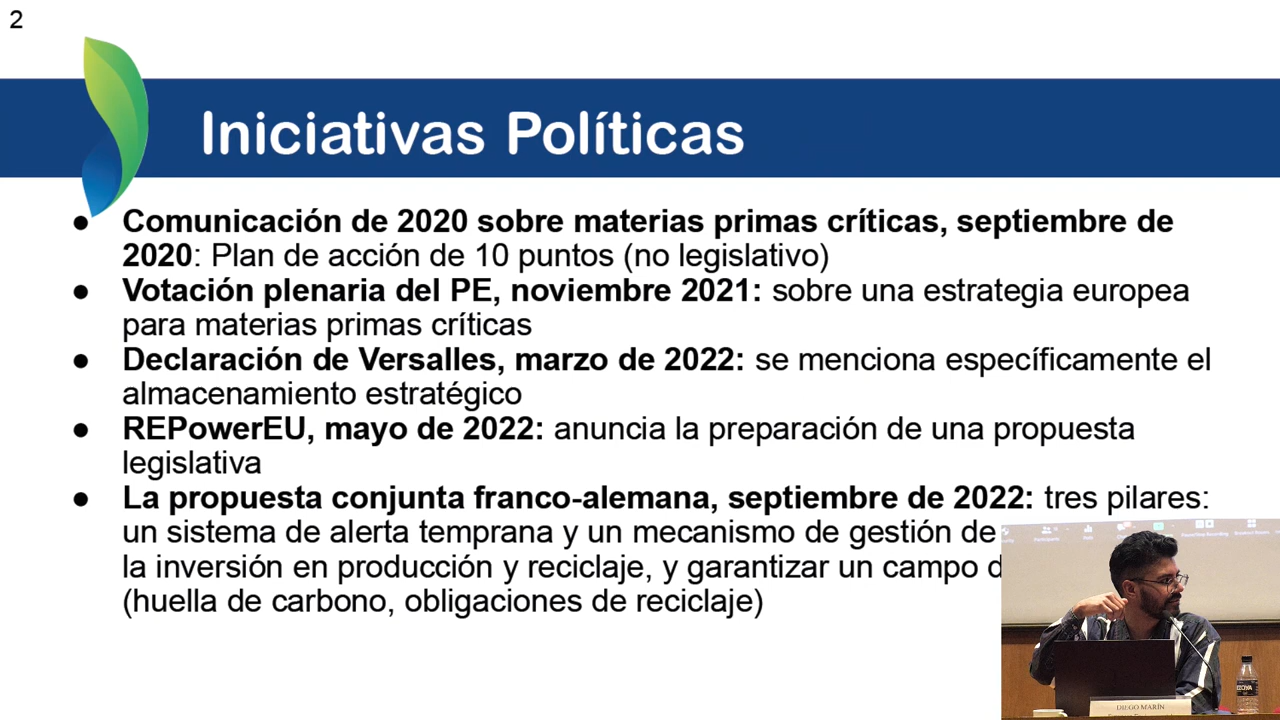 2
Iniciativas Políticas
● Comunicación de 2020 sobre materias primas críticas, septiembre de
2020: Plan de acción de 10 puntos (no legislativo)
● Votación plenaria del PE, noviembre 2021: sobre una estrategia europea
para materias primas críticas
● Declaración de Versalles, marzo de 2022: se menciona específicamente el
almacenamiento estratégico
● REPowerEU, mayo de 2022: anuncia la preparación de una propuesta
legislativa
● La propuesta conjunta franco-alemana, septiembre de 2022: tres pilares:
un sistema de alerta temprana y un mecanismo de gestión de
la inversión en producción y reciclaje, y garantizar un campo
(huella de carbono, obligaciones de reciclaje)
DIEGO MARÍN